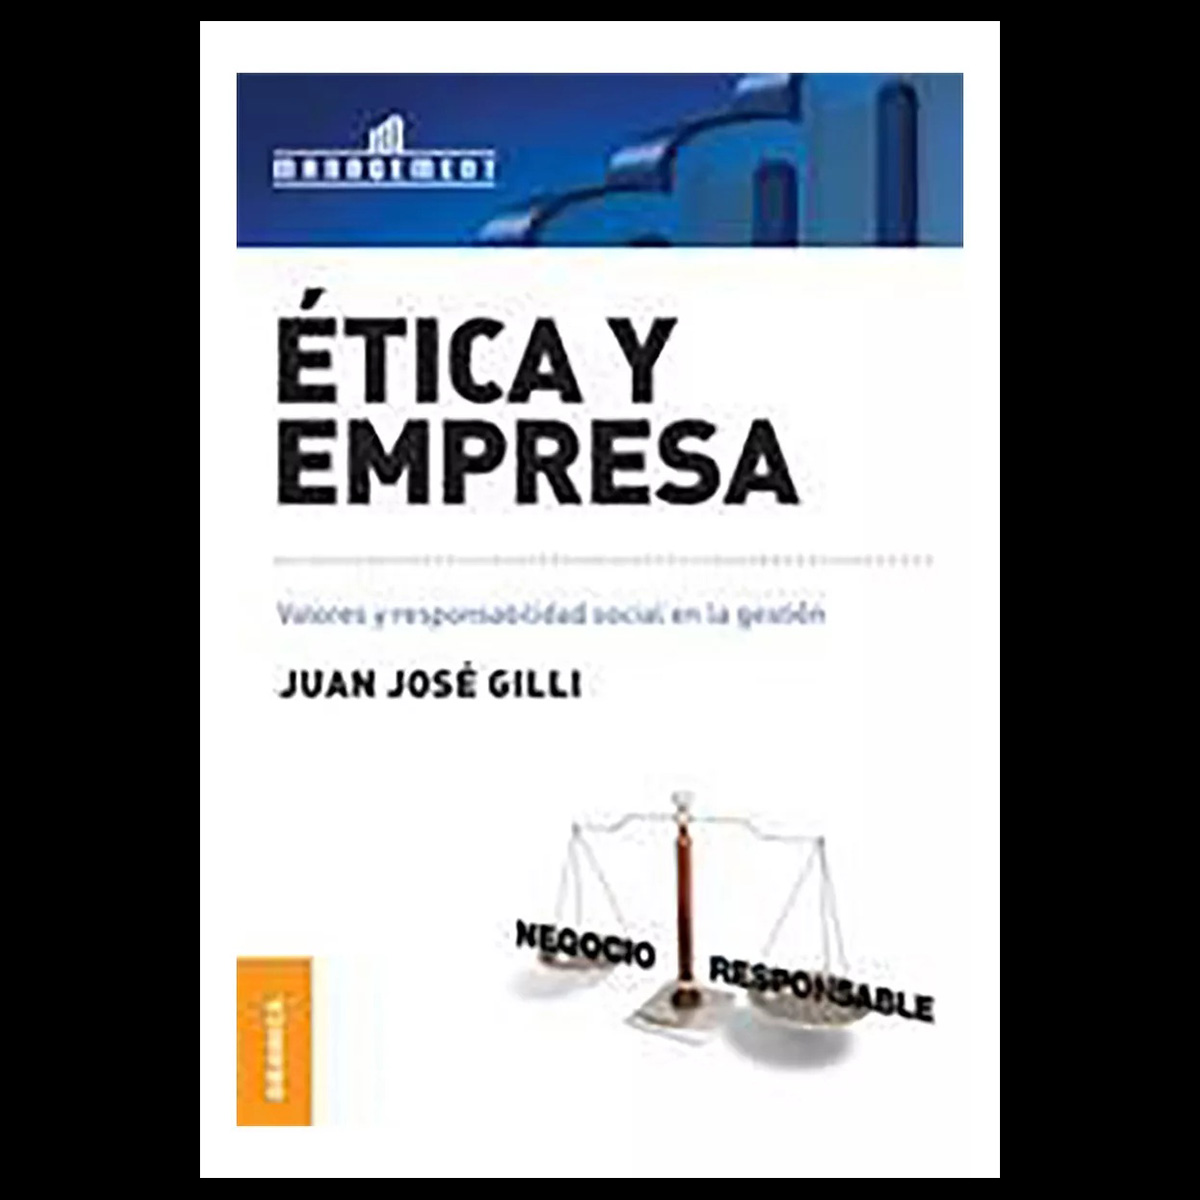 MANAGEMENT
ÉTICA Y
EMPRESA
Valores y responsabilidad social en la gestión
JUAN JOSÉ GILLI
NEGOCIO
RESPONSABLE
GRANICA